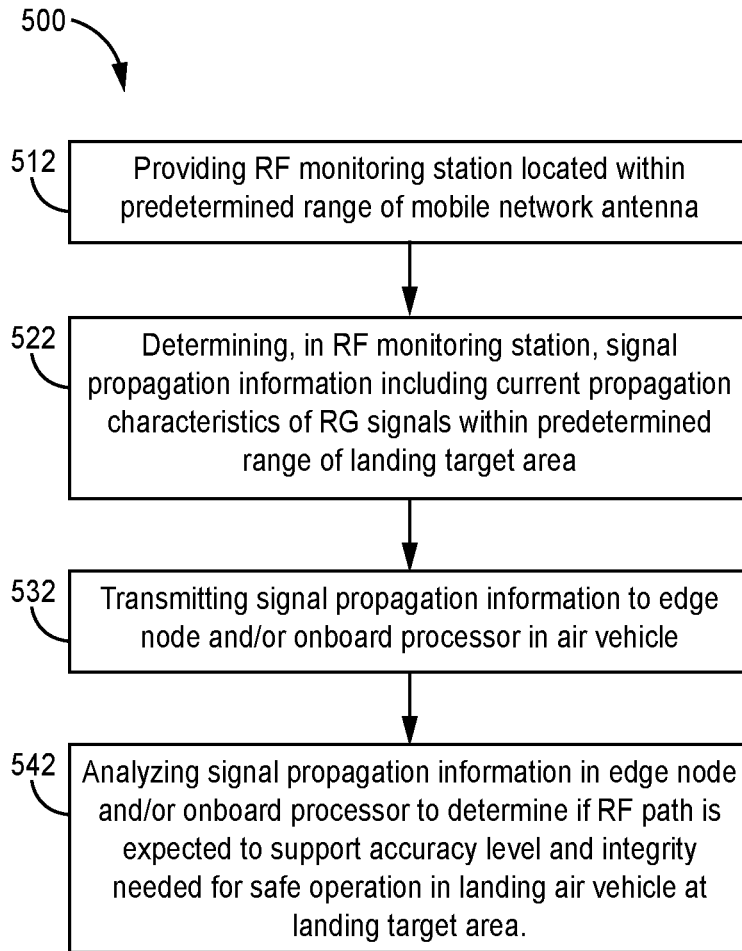 500
512
Providing RF monitoring station located within
predetermined range of mobile network antenna
522
Determining, in RF monitoring station, signal
propagation information including current propagation
characteristics of RG signals within predetermined
range of landing target area
532
Transmitting signal propagation information to edge
node and/or onboard processor in air vehicle
542
Analyzing signal propagation information in edge node
and/or onboard processor to determine if RF path is
expected to support accuracy level and integrity
needed for safe operation in landing air vehicle at
landing target area.